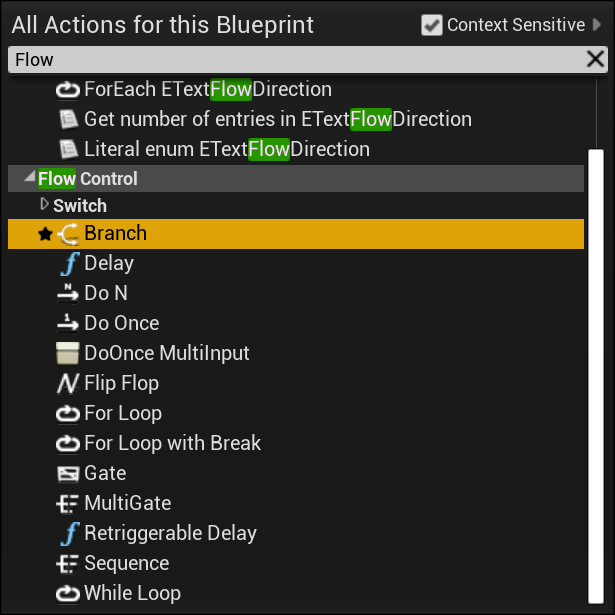 All Actions for this Blueprint Context Sensitive
Flow
ForEach ETextFlowDirection
Get number of entries in ETextFlowDirection
Literal enum ETextFlowDirection
Flow Control
Switch
Branch
Delay
N Do N
1 Do Once
DoOnce MultiInput
Flip Flop
For Loop
For Loop with Break
Gate
MultiGate
Retriggerable Delay
Sequence
While Loop